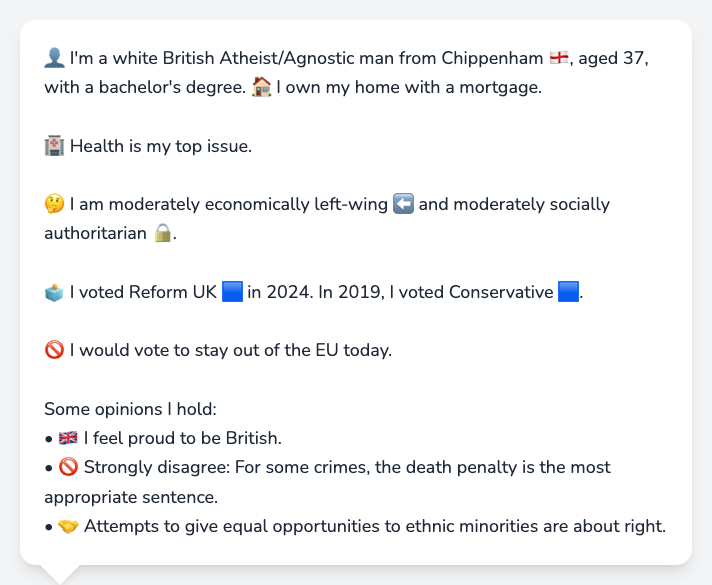 👤 I'm a white British Atheist/Agnostic man from Chippenham 🏴󠁧󠁢󠁥󠁮󠁧󠁿, aged 37,
with a bachelor's degree. 🏠 I own my home with a mortgage.
🏥 Health is my top issue.
🤔 I am moderately economically left-wing ⬅️ and moderately socially
authoritarian 🔒.
🗳️ I voted Reform UK 🟦 in 2024. In 2019, I voted Conservative 🟦.
🚫 I would vote to stay out of the EU today.
Some opinions I hold:
• 🇬🇧 I feel proud to be British.
• 🚫 Strongly disagree: For some crimes, the death penalty is the most
appropriate sentence.
• 🤝 Attempts to give equal opportunities to ethnic minorities are about right.